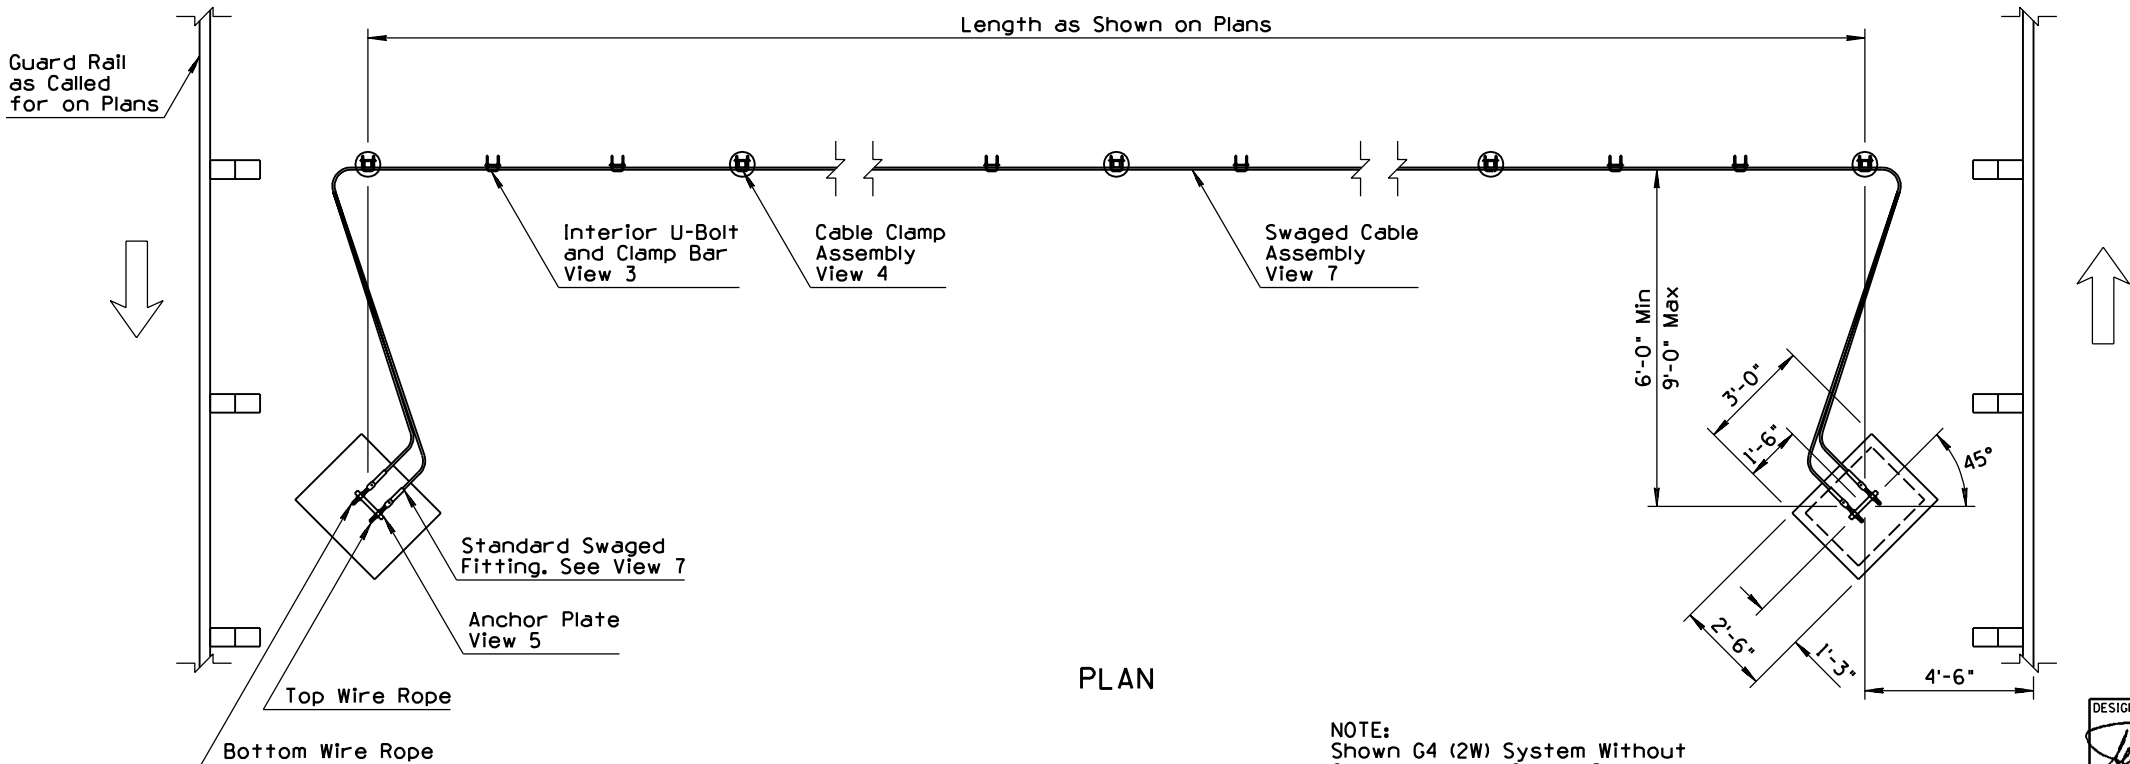 Length as Shown on Plans
Guard Rail
as Called
for on Plans
Interior U-Bolt
and Clamp Bar
View 3
Cable Clamp
Assembly
View 4
Swaged Cable
Assembly
View 7
6'-0" Min
9'-0" Max
3'-0"
1'-6"
45°
Standard Swaged
Fitting. See View 7
Anchor Plate
View 5
2'-6"
1'-3"
4'-6"
Top Wire Rope
Bottom Wire Rope
PLAN
NOTE:
Shown G4 (2W) System Without